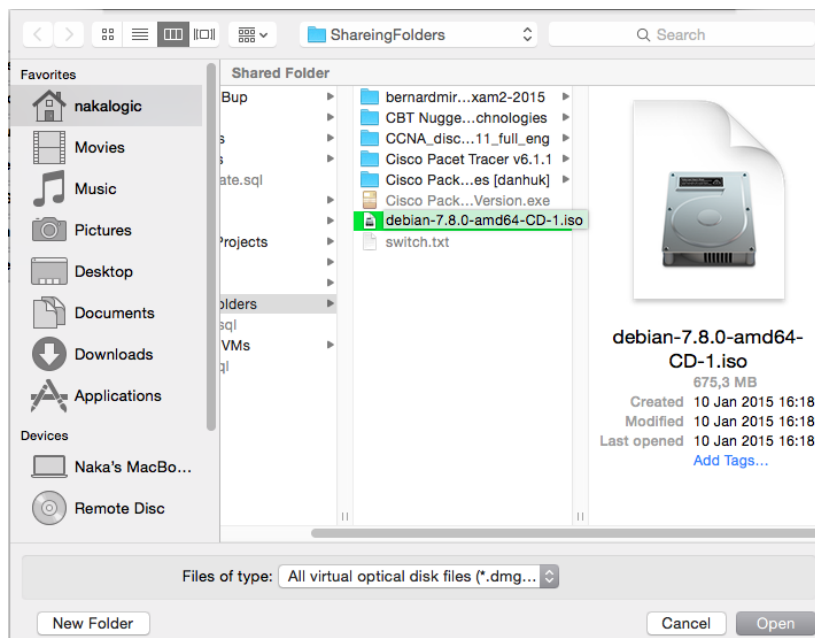 ShareingFolders
Search
Favorites
nakalogic
Movies
Music
Pictures
Desktop
Documents
Downloads
Applications
Devices
Naka's MacBo...
Remote Disc
Shared Folder
Bup
s
s
ate.sql
Projects
olders
sql
VMs
ql
bernardmir...xam2-2015
CBT Nugge...chnologies
CCNA_disc...11_full_eng
Cisco Pacet Tracer v6.1.1
Cisco Pack...es [danhuk]
Cisco Pack...Version.exe
debian-7.8.0-amd64-CD-1.iso
switch.txt
debian-7.8.0-amd64-
CD-1.iso
675,3 MB
Created 10 Jan 2015 16:18
Modified 10 Jan 2015 16:18
Last opened 10 Jan 2015 16:18
Add Tags...
Files of type: All virtual optical disk files (*.dmg...
New Folder
Cancel
Open